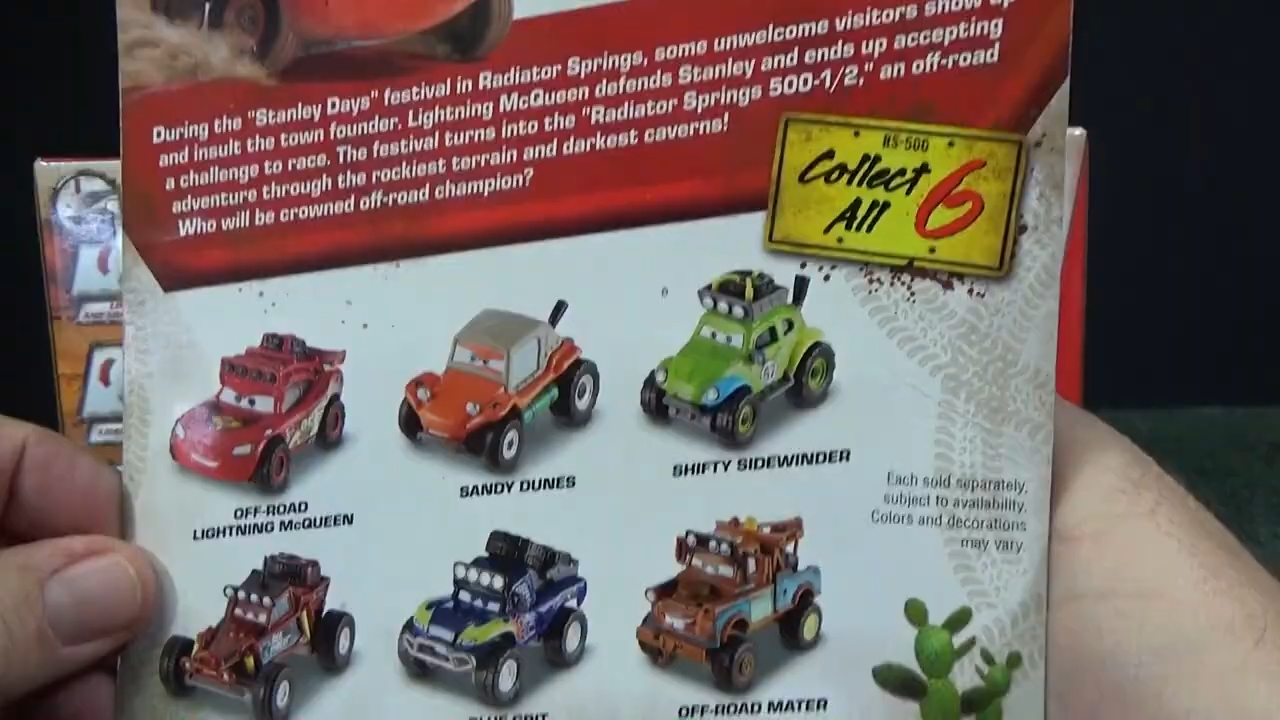 During the "Stanley Days" festival in Radiator Springs, some unwelcome visitors show up
and insult the town founder. Lightning McQueen defends Stanley and ends up accepting
a challenge to race. The festival turns into the "Radiator Springs 500-1/2," an off-road
adventure through the rockiest terrain and darkest caverns!
Who will be crowned off-road champion?
RS-500
Collect
All 6
OFF-ROAD
LIGHTNING McQUEEN
SANDY DUNES
SHIFTY SIDEWINDER
Each sold separately,
subject to availability.
Colors and decorations
may vary.
BLUE GRIT
OFF-ROAD MATER